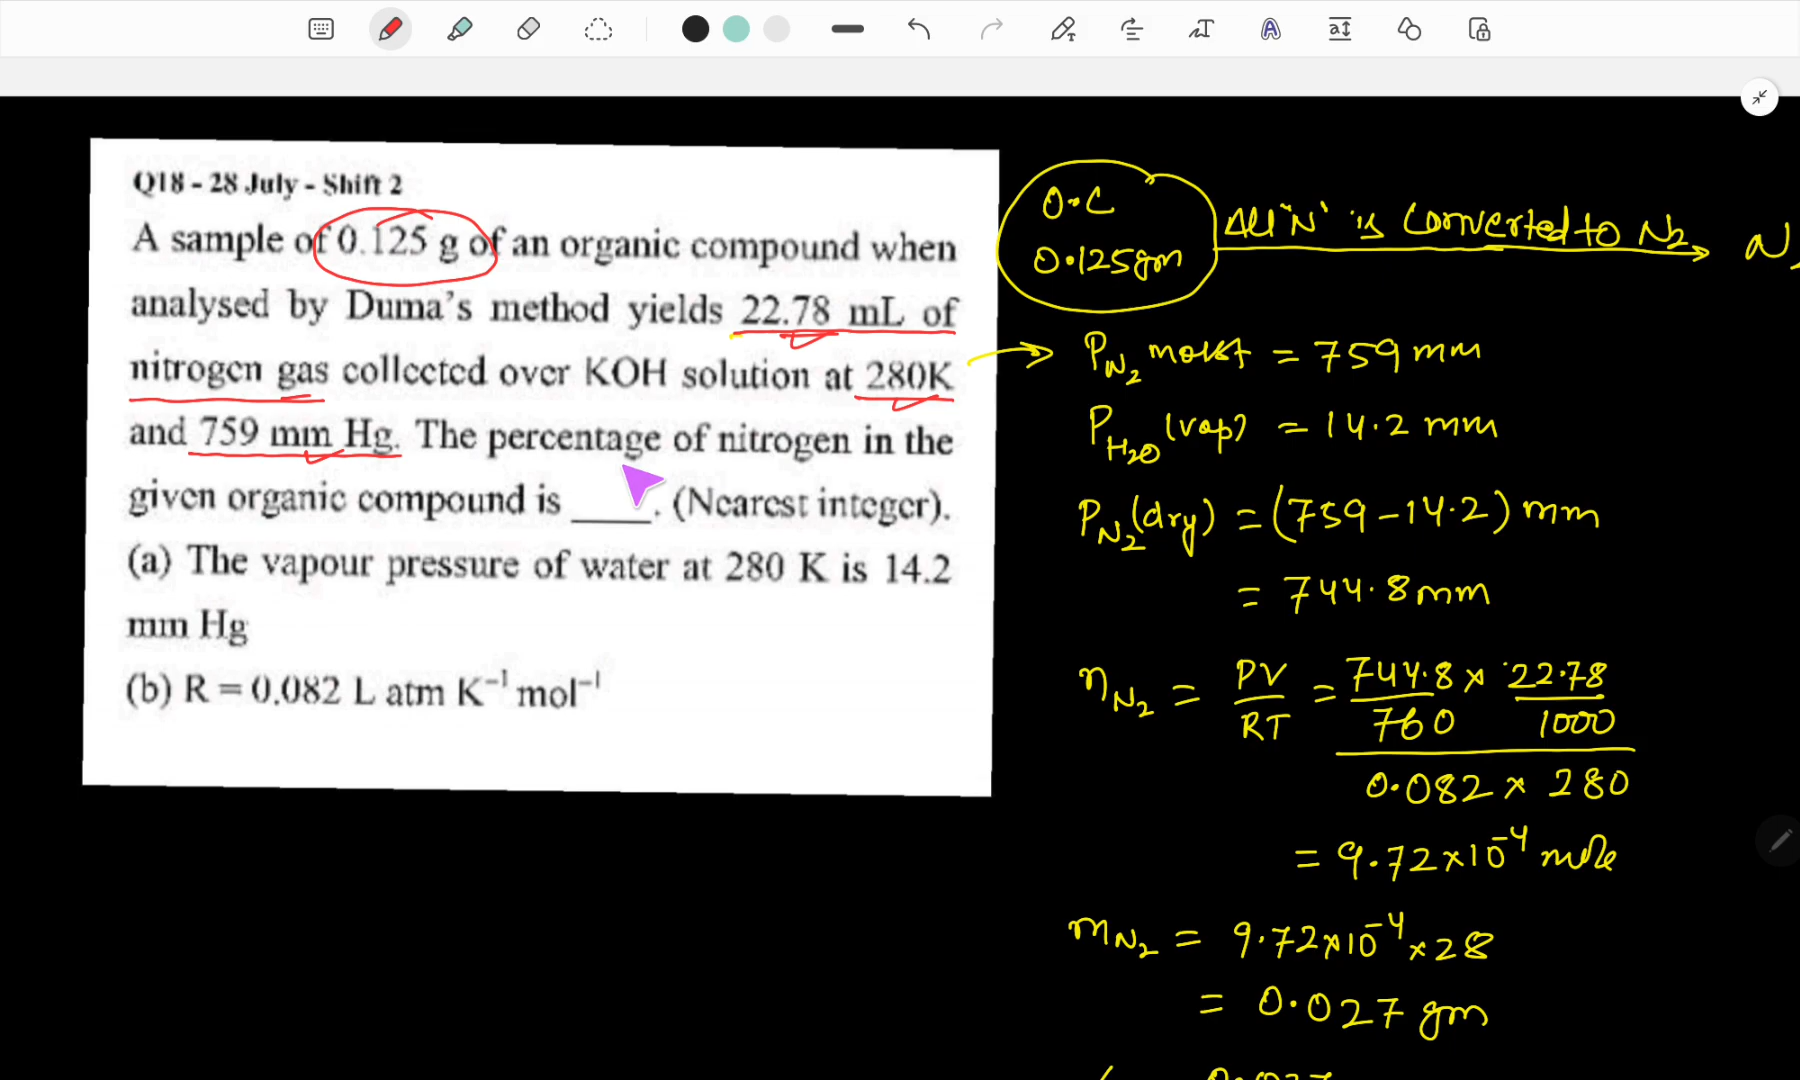 Q18 - 28 July - Shift 2
A sample of 0.125 g of an organic compound when
analysed by Duma's method yields 22.78 mL of
nitrogen gas collected over KOH solution at 280K
and 759 mm Hg. The percentage of nitrogen in the
given organic compound is ____. (Nearest integer).
(a) The vapour pressure of water at 280 K is 14.2
mm Hg
(b) R = 0.082 L atm K⁻¹ mol⁻¹
O.C
0.125gm
All "N" is converted to N₂
P_N₂ moist = 759 mm
P_H₂O (vap) = 14.2 mm
P_N₂ (dry) = (759 - 14.2) mm
= 744.8 mm
n_N₂ = PV/RT = 744.8/760 × 22.78/1000
0.082 × 280
= 9.72 × 10⁻⁴ mole
m_N₂ = 9.72 × 10⁻⁴ × 28
= 0.027 gm